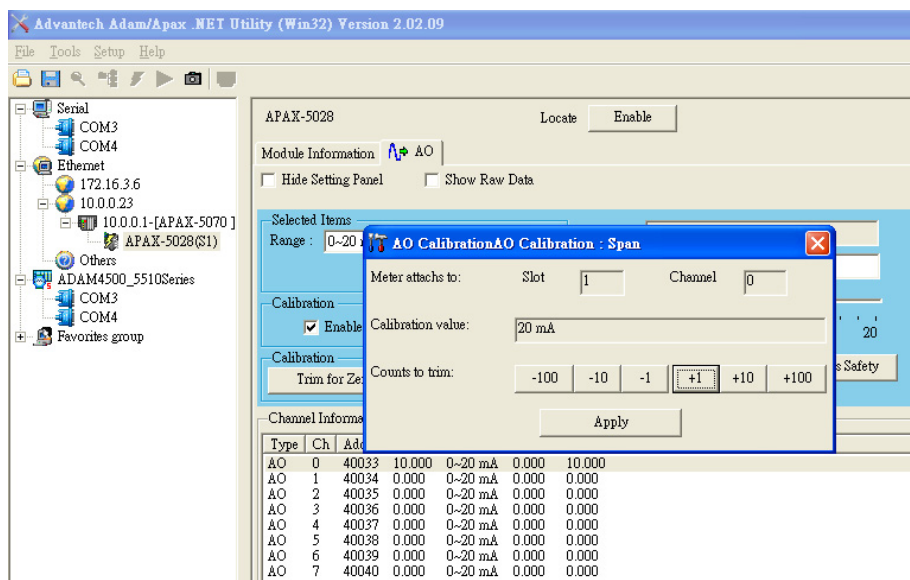 Advantech Adam/Apax .NET Utility (Win32) Version 2.02.09
File Tools Setup Help
Serial
COM3
COM4
Ethernet
172.16.3.6
10.0.0.23
10.0.0.1-[APAX-5070 ]
APAX-5028(S1)
Others
ADAM4500_5510Series
COM3
COM4
Favorites group
APAX-5028 Locate Enable
Module Information AO
Hide Setting Panel Show Raw Data
Selected Items
Range : 0~20
Calibration
Enable
Calibration
Trim for
20
Safety
AO CalibrationAO Calibration : Span
Meter attachs to: Slot 1 Channel 0
Calibration value: 20 mA
Counts to trim: -100 -10 -1 +1 +10 +100
Apply
Channel
Type Ch
AO 0 40033 10.000 0~20 mA 0.000 10.000
AO 1 40034 0.000 0~20 mA 0.000 0.000
AO 2 40035 0.000 0~20 mA 0.000 0.000
AO 3 40036 0.000 0~20 mA 0.000 0.000
AO 4 40037 0.000 0~20 mA 0.000 0.000
AO 5 40038 0.000 0~20 mA 0.000 0.000
AO 6 40039 0.000 0~20 mA 0.000 0.000
AO 7 40040 0.000 0~20 mA 0.000 0.000